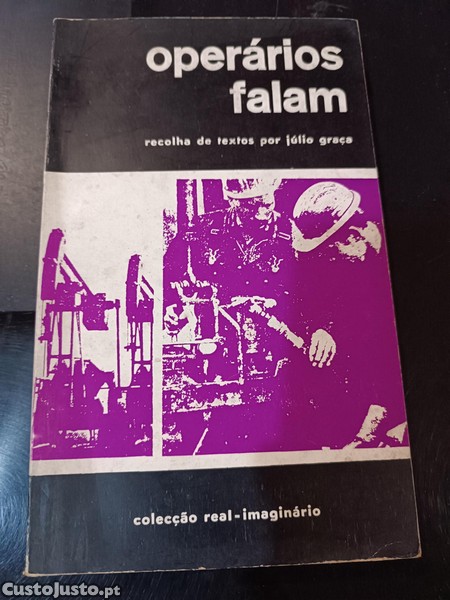 operários
falam
recolha de textos por júlio graça
colecção real-imaginário
CustoJusto.pt